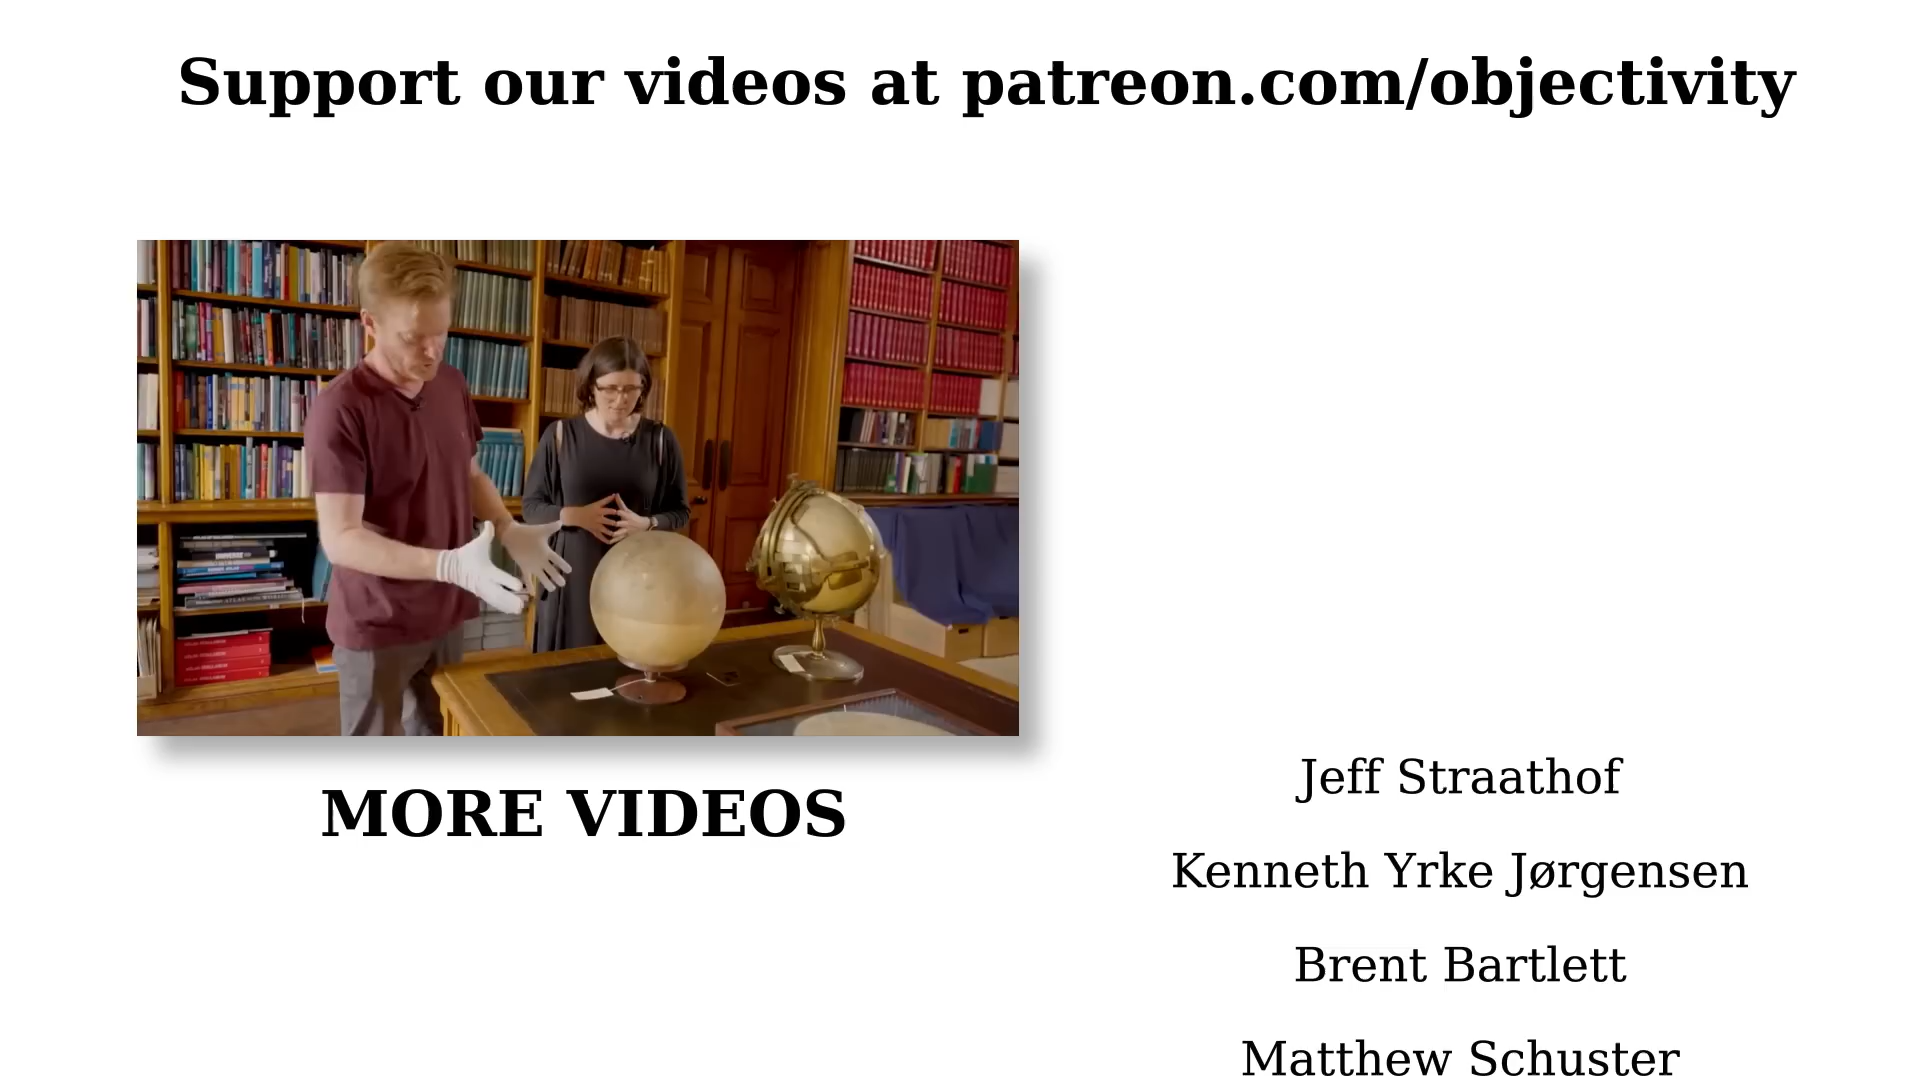 Support our videos at patreon.com/objectivity
MORE VIDEOS
Jeff Straathof
Kenneth Yrke Jørgensen
Brent Bartlett
Matthew Schuster